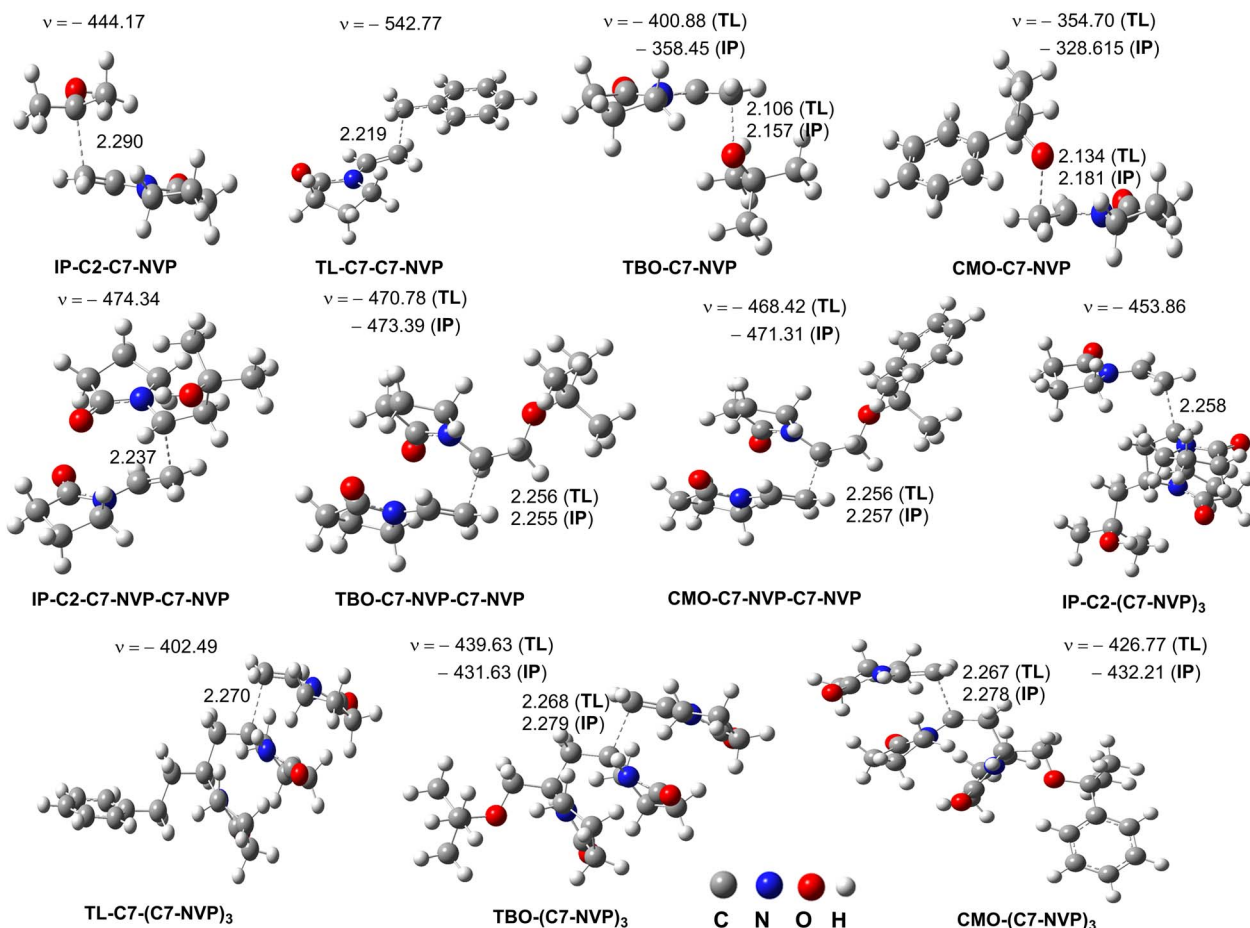 ν = − 444.17
2.290
IP-C2-C7-NVP
ν = − 542.77
2.219
TL-C7-C7-NVP
ν = − 400.88 (TL)
− 358.45 (IP)
2.106 (TL)
2.157 (IP)
TBO-C7-NVP
ν = − 354.70 (TL)
− 328.615 (IP)
2.134 (TL)
2.181 (IP)
CMO-C7-NVP
ν = − 474.34
2.237
IP-C2-C7-NVP-C7-NVP
ν = − 470.78 (TL)
− 473.39 (IP)
2.256 (TL)
2.255 (IP)
TBO-C7-NVP-C7-NVP
ν = − 468.42 (TL)
− 471.31 (IP)
2.256 (TL)
2.257 (IP)
CMO-C7-NVP-C7-NVP
ν = − 453.86
2.258
IP-C2-(C7-NVP)₃
ν = − 402.49
2.270
TL-C7-(C7-NVP)₃
ν = − 439.63 (TL)
− 431.63 (IP)
2.268 (TL)
2.279 (IP)
TBO-(C7-NVP)₃
C N O H
ν = − 426.77 (TL)
− 432.21 (IP)
2.267 (TL)
2.278 (IP)
CMO-(C7-NVP)₃